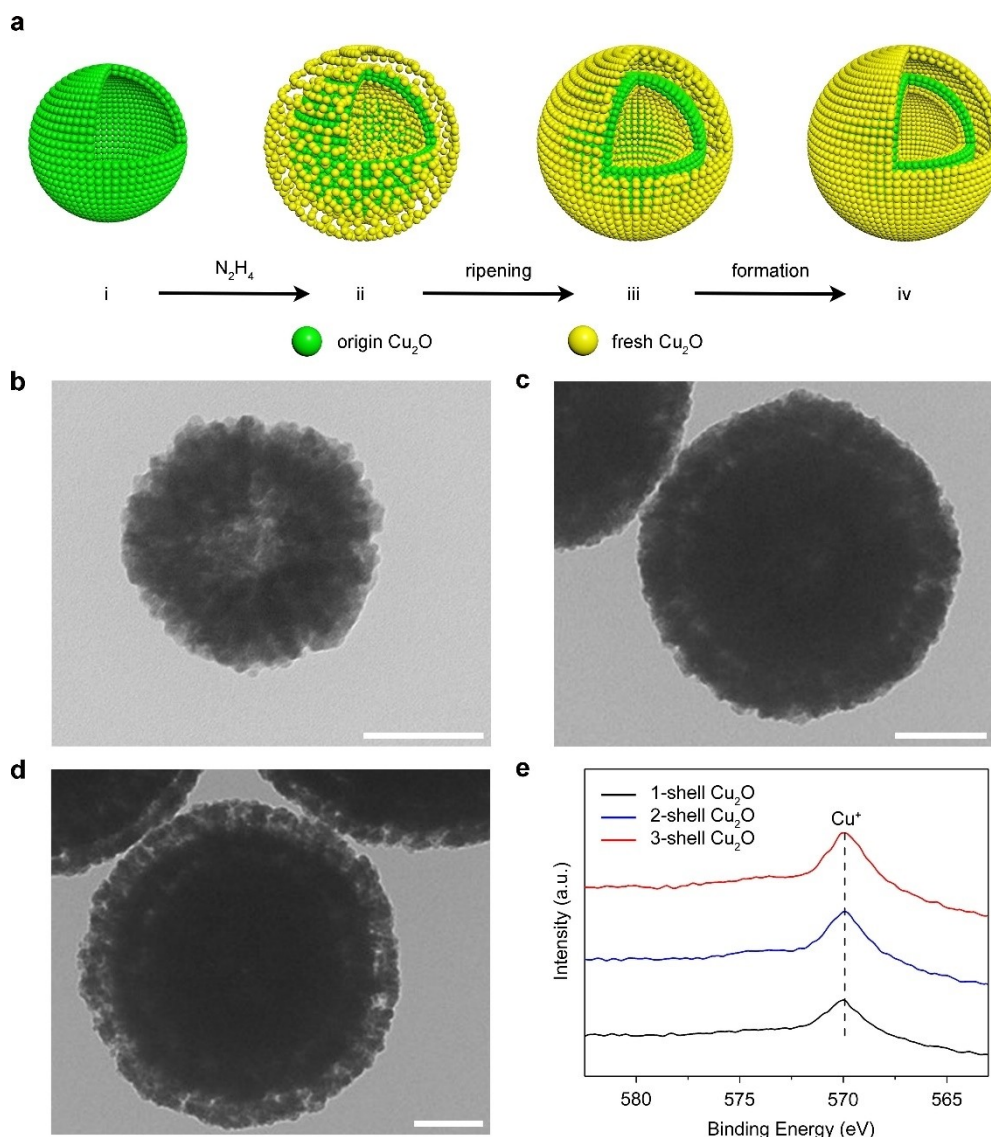 a
N₂H₄
ripening
formation
i
ii
iii
iv
origin Cu₂O
fresh Cu₂O
b
c
d
e
1-shell Cu₂O
2-shell Cu₂O
3-shell Cu₂O
Cu⁺
Intensity (a.u.)
580
575
570
565
Binding Energy (eV)